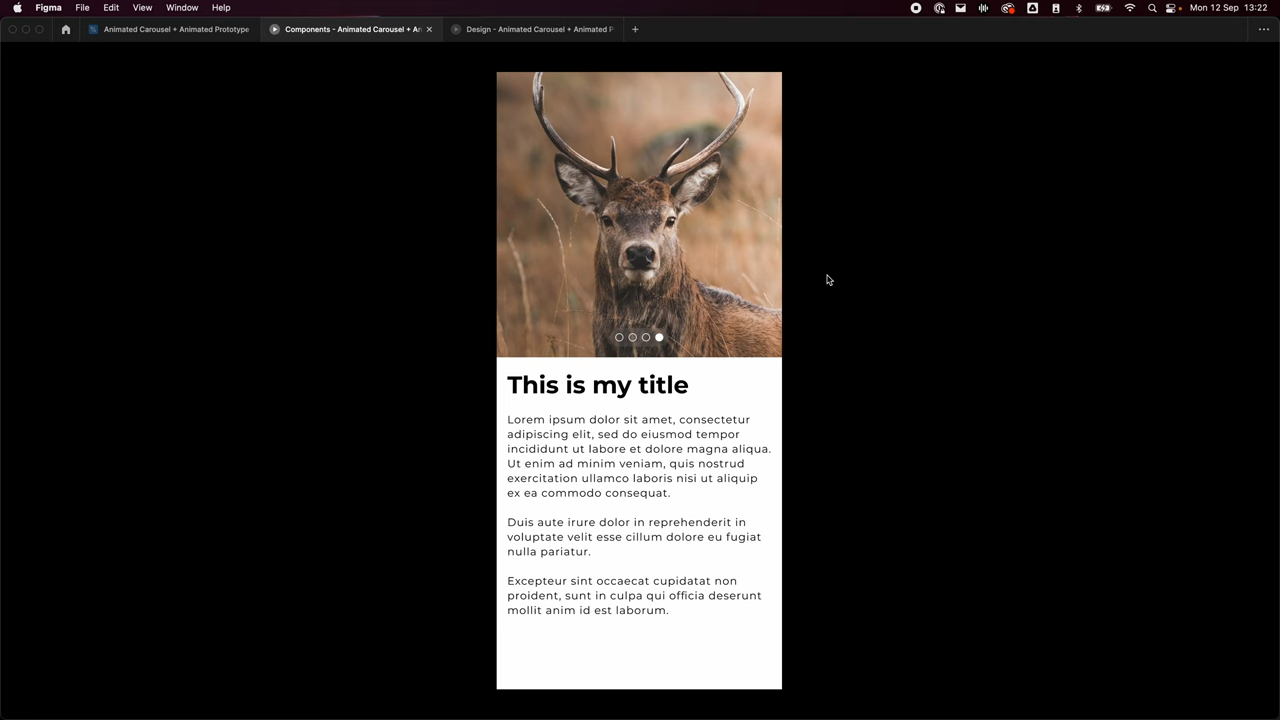 Figma File Edit View Window Help Mon 12 Sep 13:22
Animated Carousel + Animated Prototype Components - Animated Carousel + An Design - Animated Carousel + Animated P
This is my title
Lorem ipsum dolor sit amet, consectetur
adipiscing elit, sed do eiusmod tempor
incididunt ut labore et dolore magna aliqua.
Ut enim ad minim veniam, quis nostrud
exercitation ullamco laboris nisi ut aliquip
ex ea commodo consequat.
Duis aute irure dolor in reprehenderit in
voluptate velit esse cillum dolore eu fugiat
nulla pariatur.
Excepteur sint occaecat cupidatat non
proident, sunt in culpa qui officia deserunt
mollit anim id est laborum.